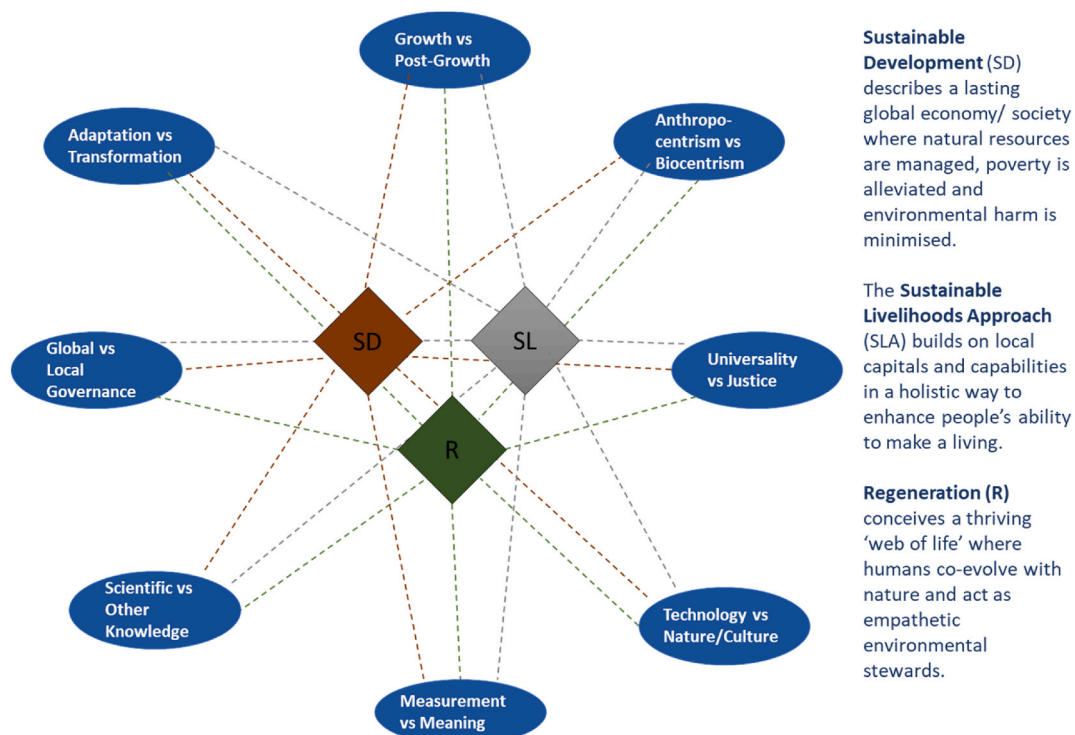 Growth vs
Post-Growth
Adaptation vs
Transformation
Anthropo-
centrism vs
Biocentrism
SD
SL
Global vs
Local
Governance
Universality
vs Justice
R
Scientific vs
Other
Knowledge
Technology vs
Nature/Culture
Measurement
vs Meaning
Sustainable
Development (SD)
describes a lasting
global economy/ society
where natural resources
are managed, poverty is
alleviated and
environmental harm is
minimised.
The Sustainable
Livelihoods Approach
(SLA) builds on local
capitals and capabilities
in a holistic way to
enhance people’s ability
to make a living.
Regeneration (R)
conceives a thriving
‘web of life’ where
humans co-evolve with
nature and act as
empathetic
environmental
stewards.